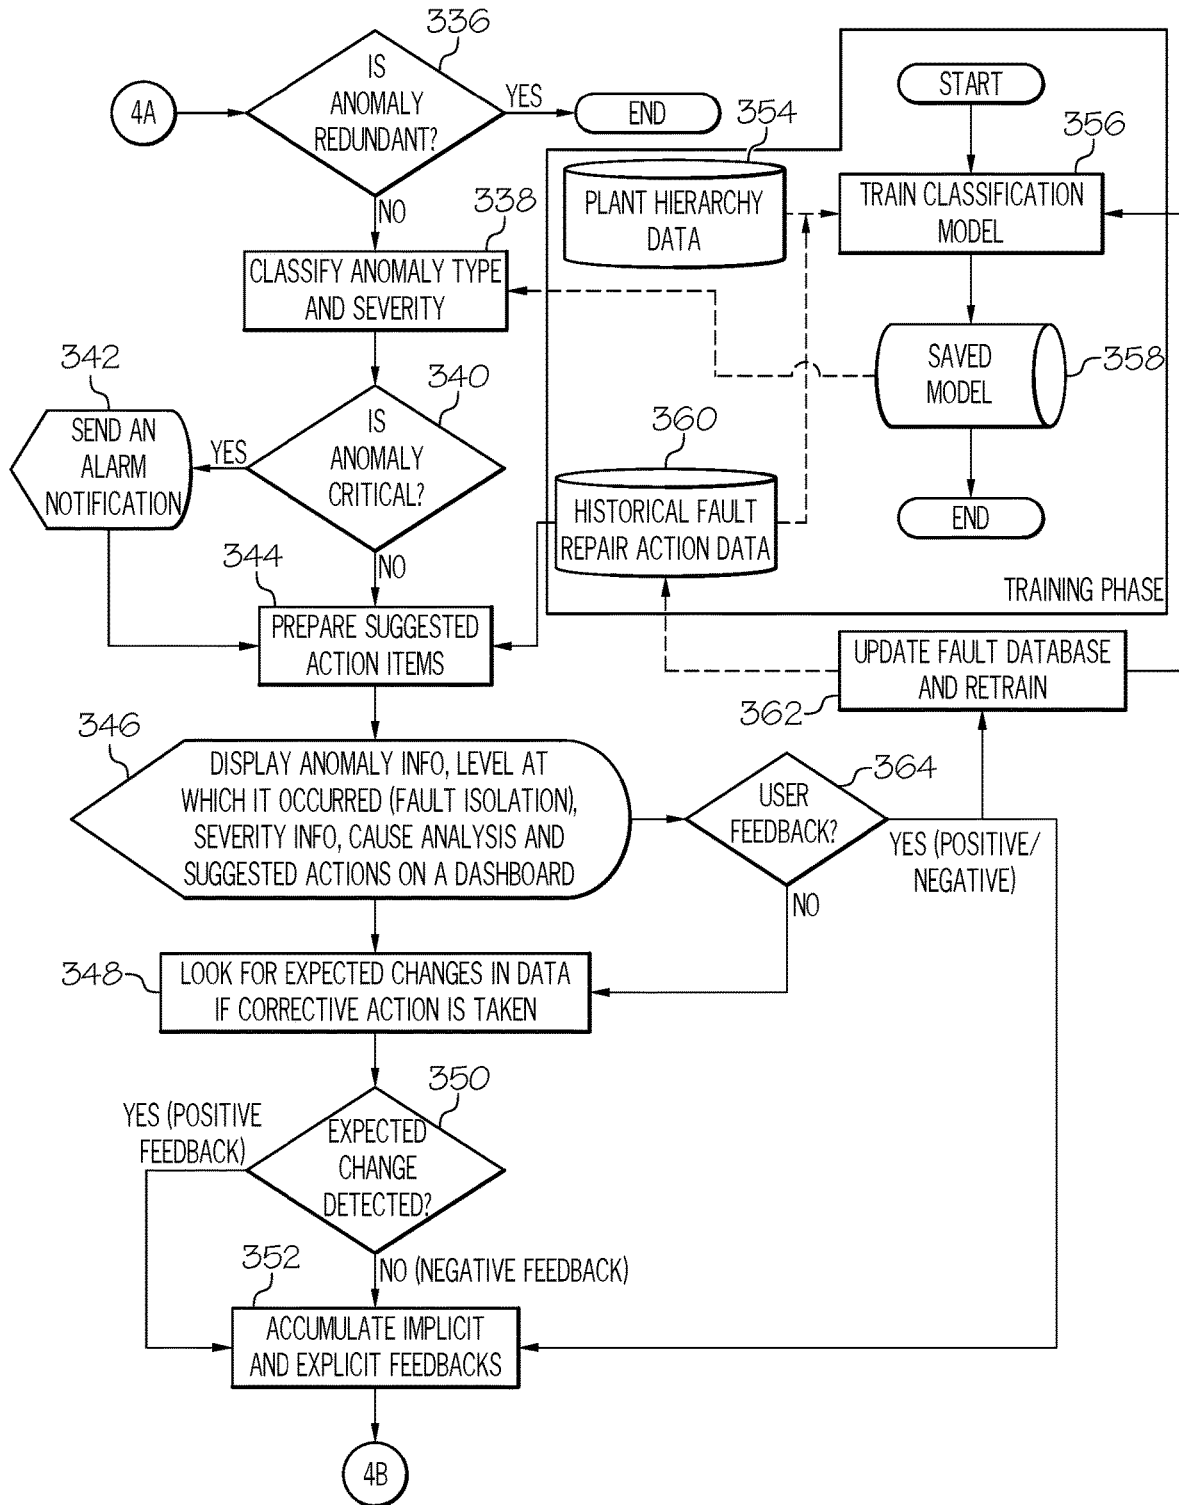 336
IS
ANOMALY
REDUNDANT?
4A
YES
END
NO
START
354
356
PLANT HIERARCHY
DATA
TRAIN CLASSIFICATION
MODEL
338
CLASSIFY ANOMALY TYPE
AND SEVERITY
SAVED
MODEL
358
342
SEND AN
ALARM
NOTIFICATION
YES
340
IS
ANOMALY
CRITICAL?
NO
360
HISTORICAL FAULT
REPAIR ACTION DATA
END
TRAINING PHASE
344
PREPARE SUGGESTED
ACTION ITEMS
UPDATE FAULT DATABASE
AND RETRAIN
362
346
DISPLAY ANOMALY INFO, LEVEL AT
WHICH IT OCCURRED (FAULT ISOLATION),
SEVERITY INFO, CAUSE ANALYSIS AND
SUGGESTED ACTIONS ON A DASHBOARD
364
USER
FEEDBACK?
YES (POSITIVE/
NEGATIVE)
NO
348
LOOK FOR EXPECTED CHANGES IN DATA
IF CORRECTIVE ACTION IS TAKEN
350
YES (POSITIVE
FEEDBACK)
EXPECTED
CHANGE
DETECTED?
NO (NEGATIVE FEEDBACK)
352
ACCUMULATE IMPLICIT
AND EXPLICIT FEEDBACKS
4B